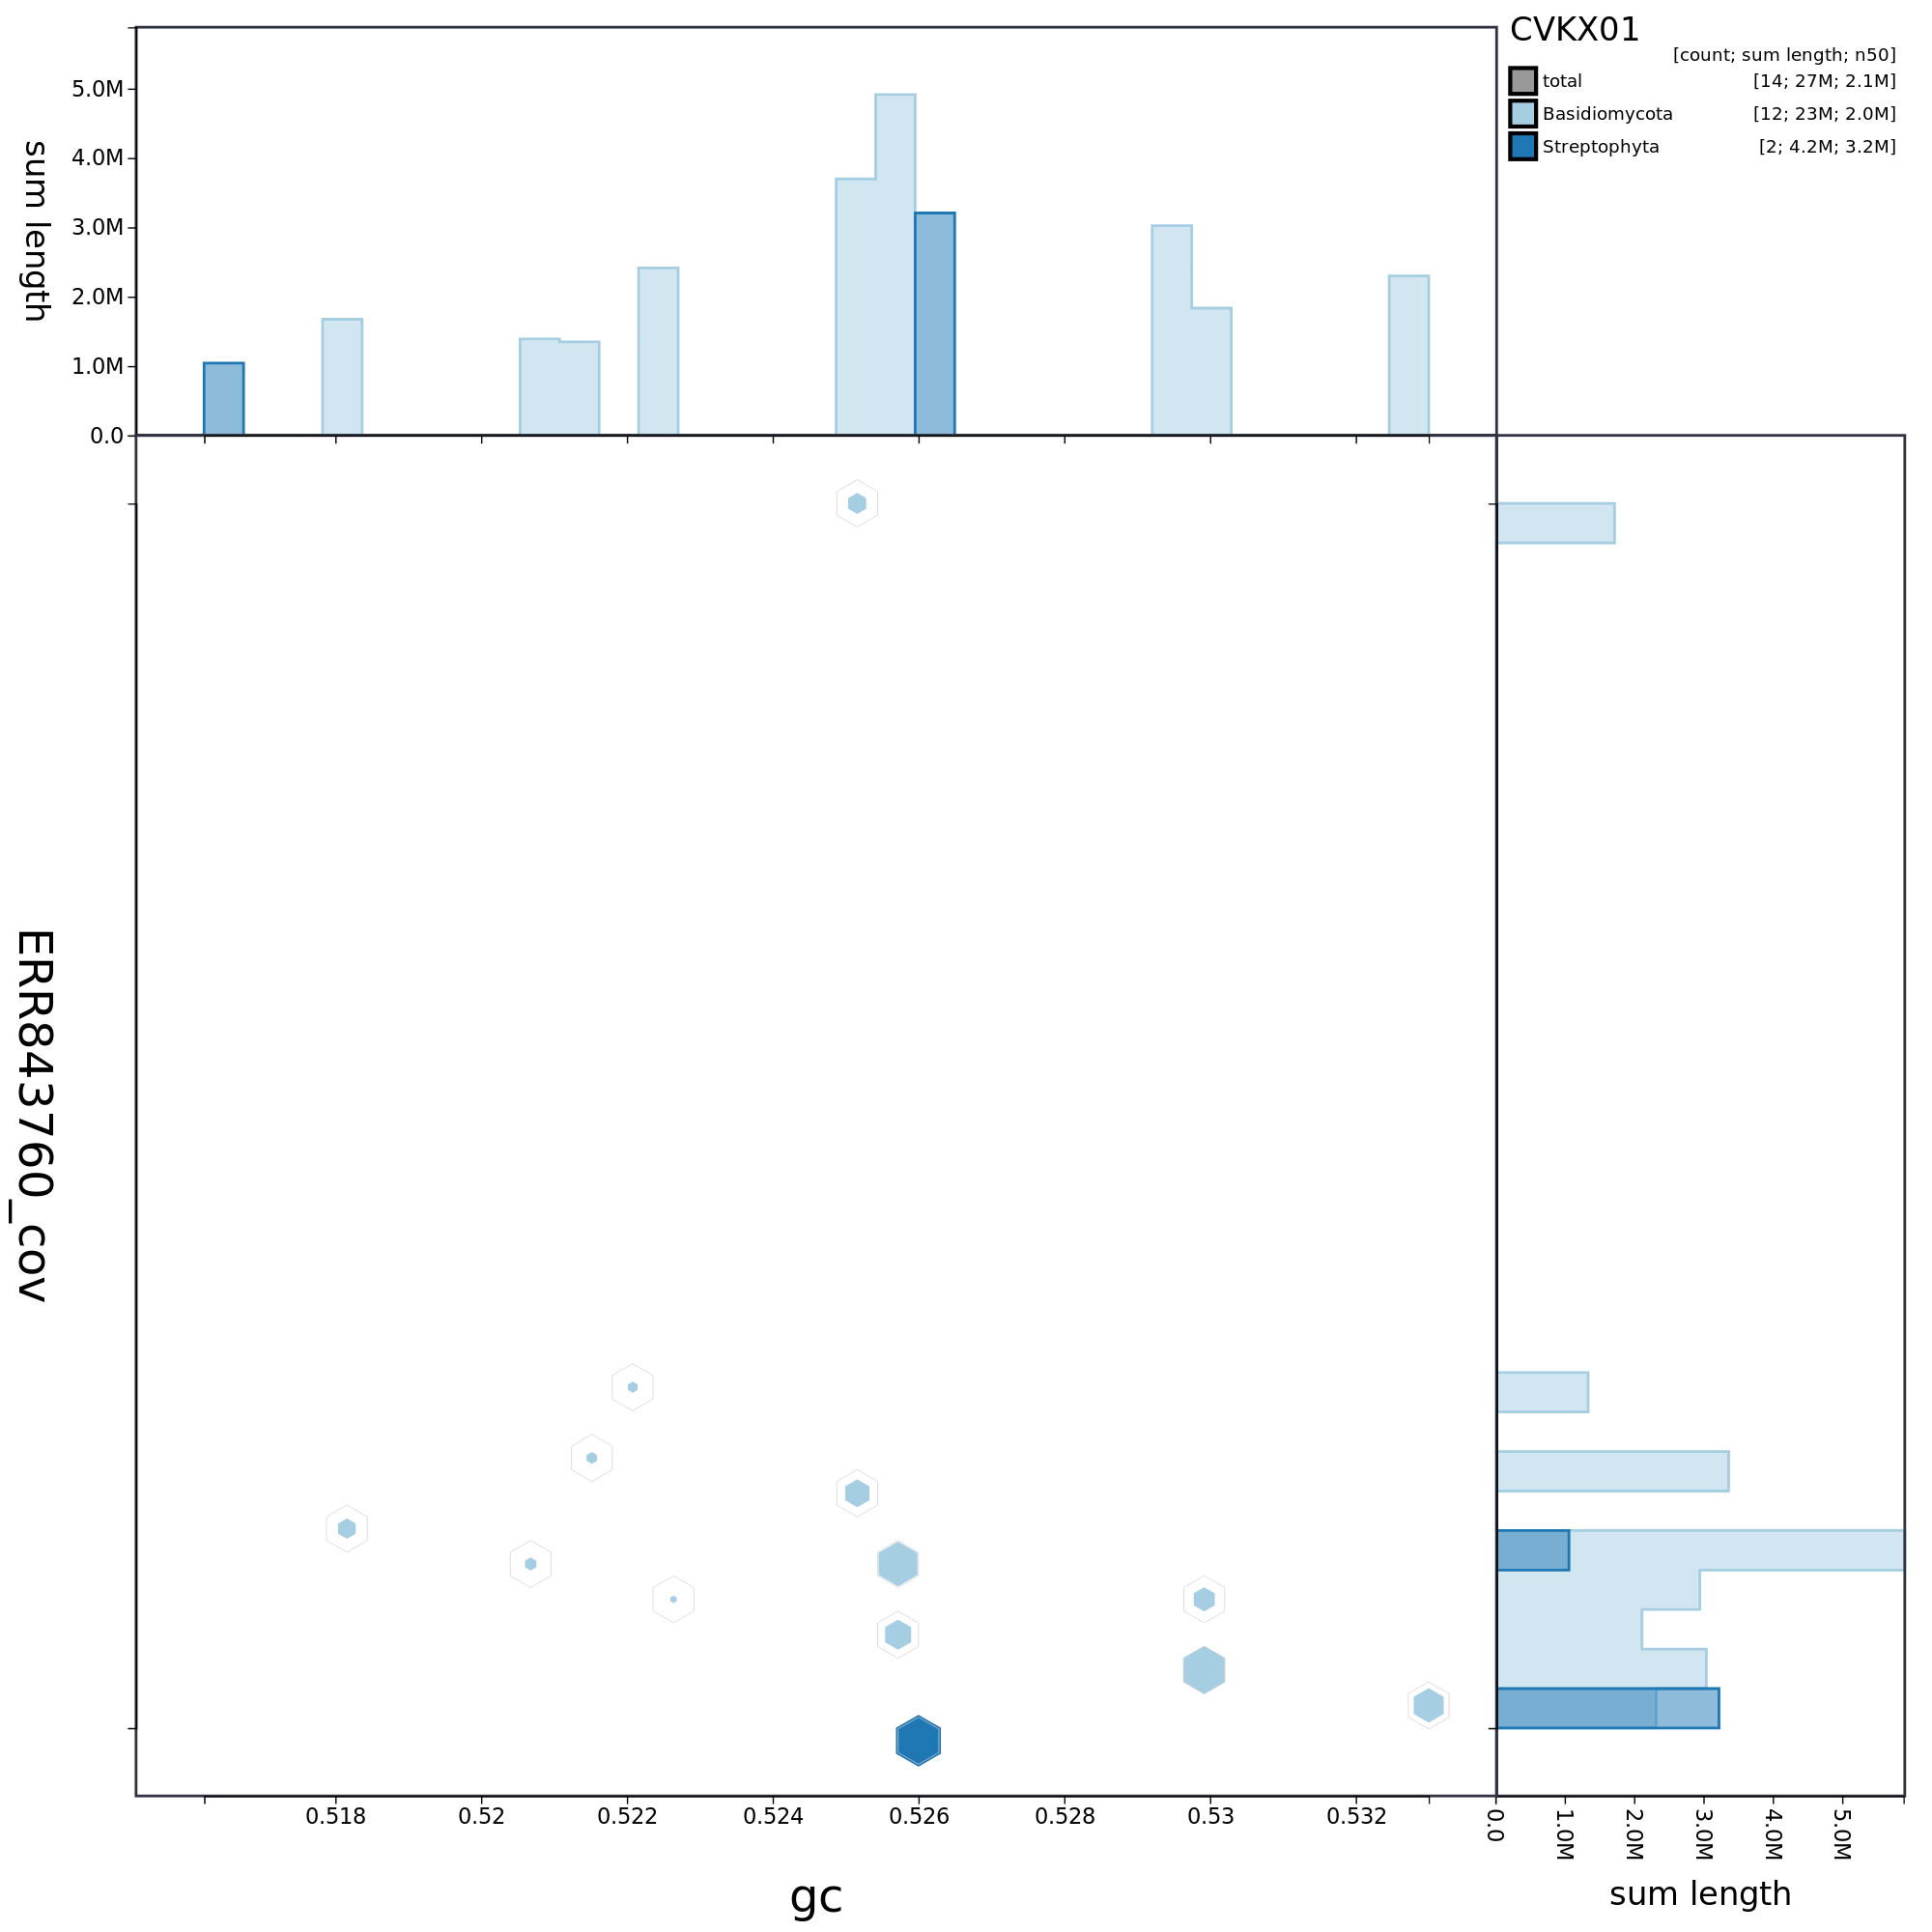 CVKX01
[count; sum length; n50]
total [14; 27M; 2.1M]
Basidiomycota [12; 23M; 2.0M]
Streptophyta [2; 4.2M; 3.2M]
sum length
5.0M
4.0M
3.0M
2.0M
1.0M
0.0
ERR843760_cov
0.518 0.52 0.522 0.524 0.526 0.528 0.53 0.532
gc
0.0 1.0M 2.0M 3.0M 4.0M 5.0M
sum length